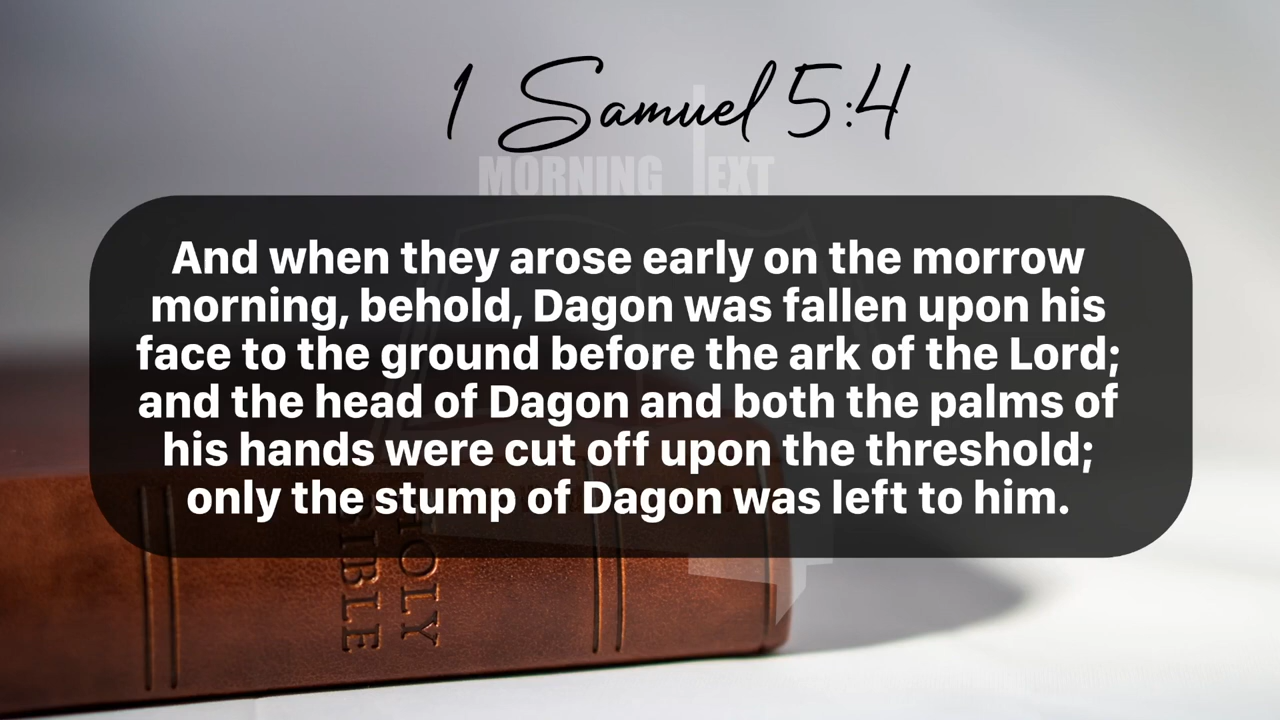 1 Samuel 5:4
MORNING TEXT
And when they arose early on the morrow
morning, behold, Dagon was fallen upon his
face to the ground before the ark of the Lord;
and the head of Dagon and both the palms of
his hands were cut off upon the threshold;
only the stump of Dagon was left to him.
HOLY
BIBLE